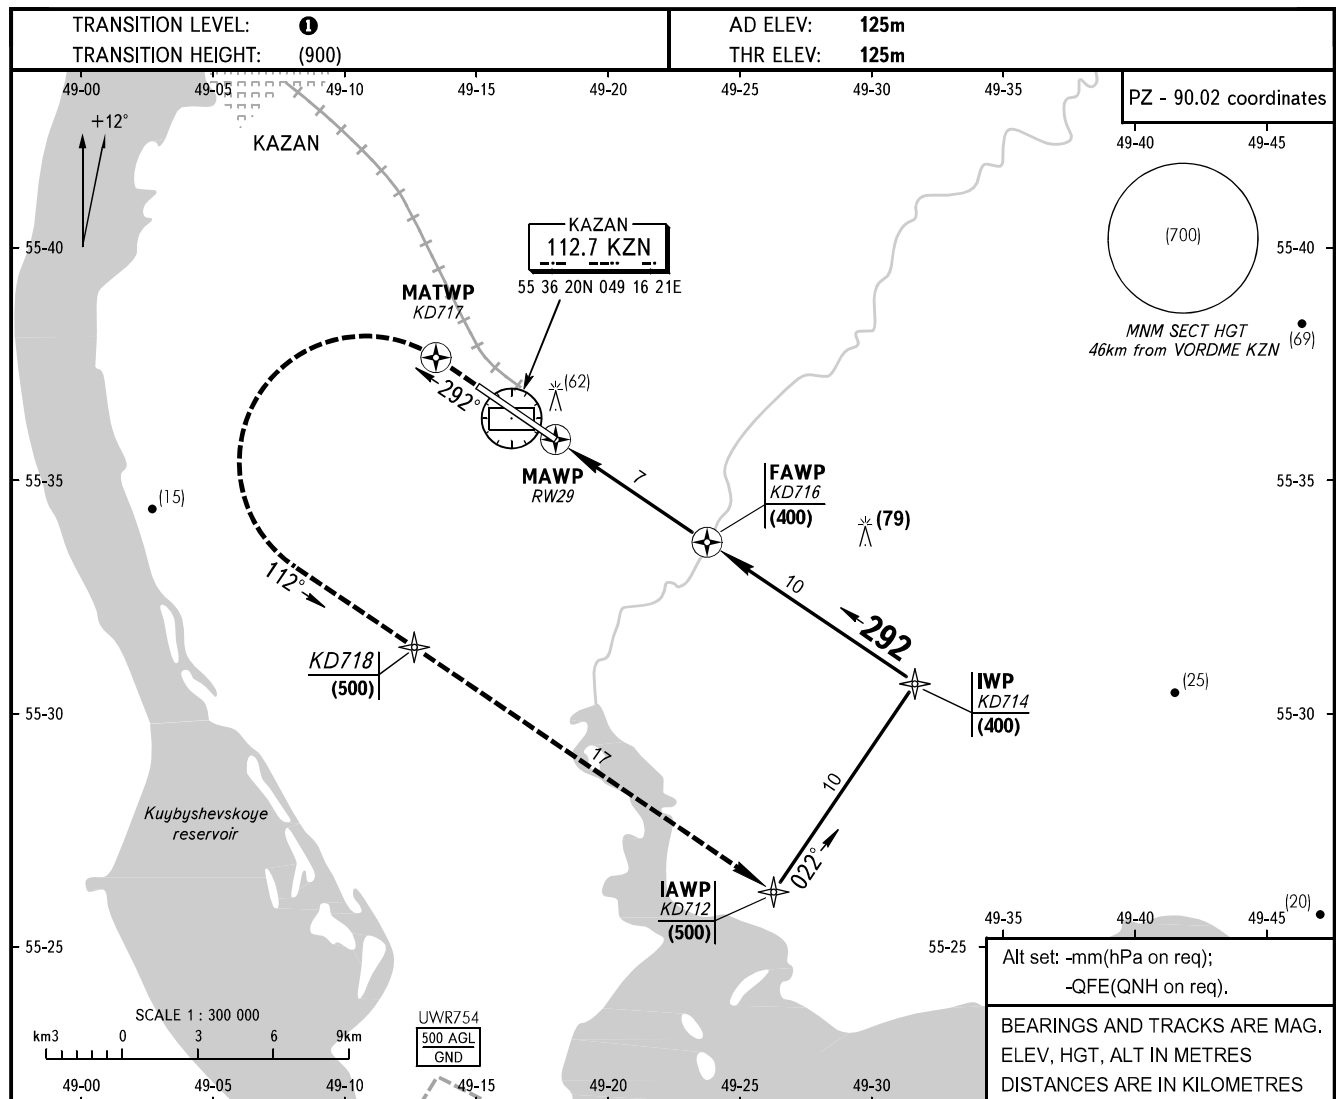 TRANSITION LEVEL: ❶
TRANSITION HEIGHT: (900)
AD ELEV: 125m
THR ELEV: 125m
49-00 49-05 49-10 49-15 49-20 49-25 49-30 49-35
PZ - 90.02 coordinates
49-40 49-45
+12°
KAZAN
KAZAN
112.7 KZN
55 36 20N 049 16 21E
55-40
55-40
(700)
MNM SECT HGT
46km from VORDME KZN
(69)
MATWP
KD717
292°
(62)
MAWP
RW29
7
FAWP
KD716
(400)
(79)
55-35
55-35
(15)
112°
10
292
KD718
(500)
IWP
KD714
(400)
(25)
55-30
55-30
17
10
022°
Kuybyshevskoye
reservoir
IAWP
KD712
(500)
(20)
49-35 49-40 49-45
55-25
55-25
Alt set: -mm(hPa on req);
-QFE(QNH on req).
SCALE 1 : 300 000
km3 0 3 6 9km
UWR754
500 AGL
GND
BEARINGS AND TRACKS ARE MAG.
ELEV, HGT, ALT IN METRES
DISTANCES ARE IN KILOMETRES
49-00 49-05 49-10 49-15 49-20 49-25 49-30